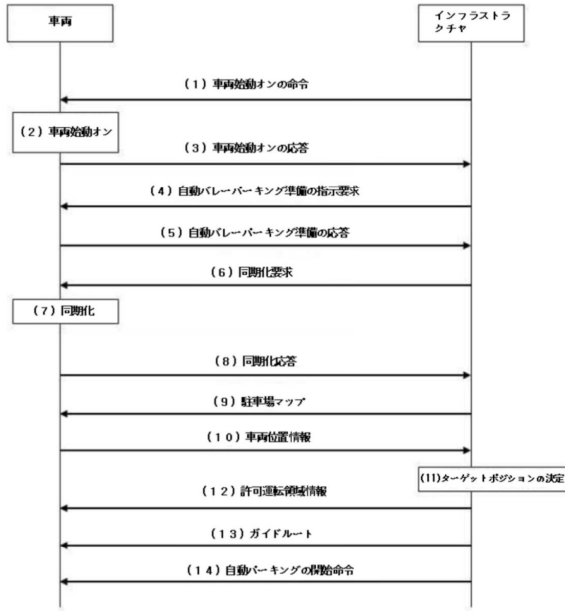 車両
インフラストラ
クチャ
(1)車両始動オンの命令
(2)車両始動オン
(3)車両始動オンの応答
(4)自動バレーパーキング準備の指示要求
(5)自動バレーパーキング準備の応答
(6)同期化要求
(7)同期化
(8)同期化応答
(9)駐車場マップ
(10)車両位置情報
(11)ターゲットポジションの決定
(12)許可運転領域情報
(13)ガイドルート
(14)自動パーキングの開始命令